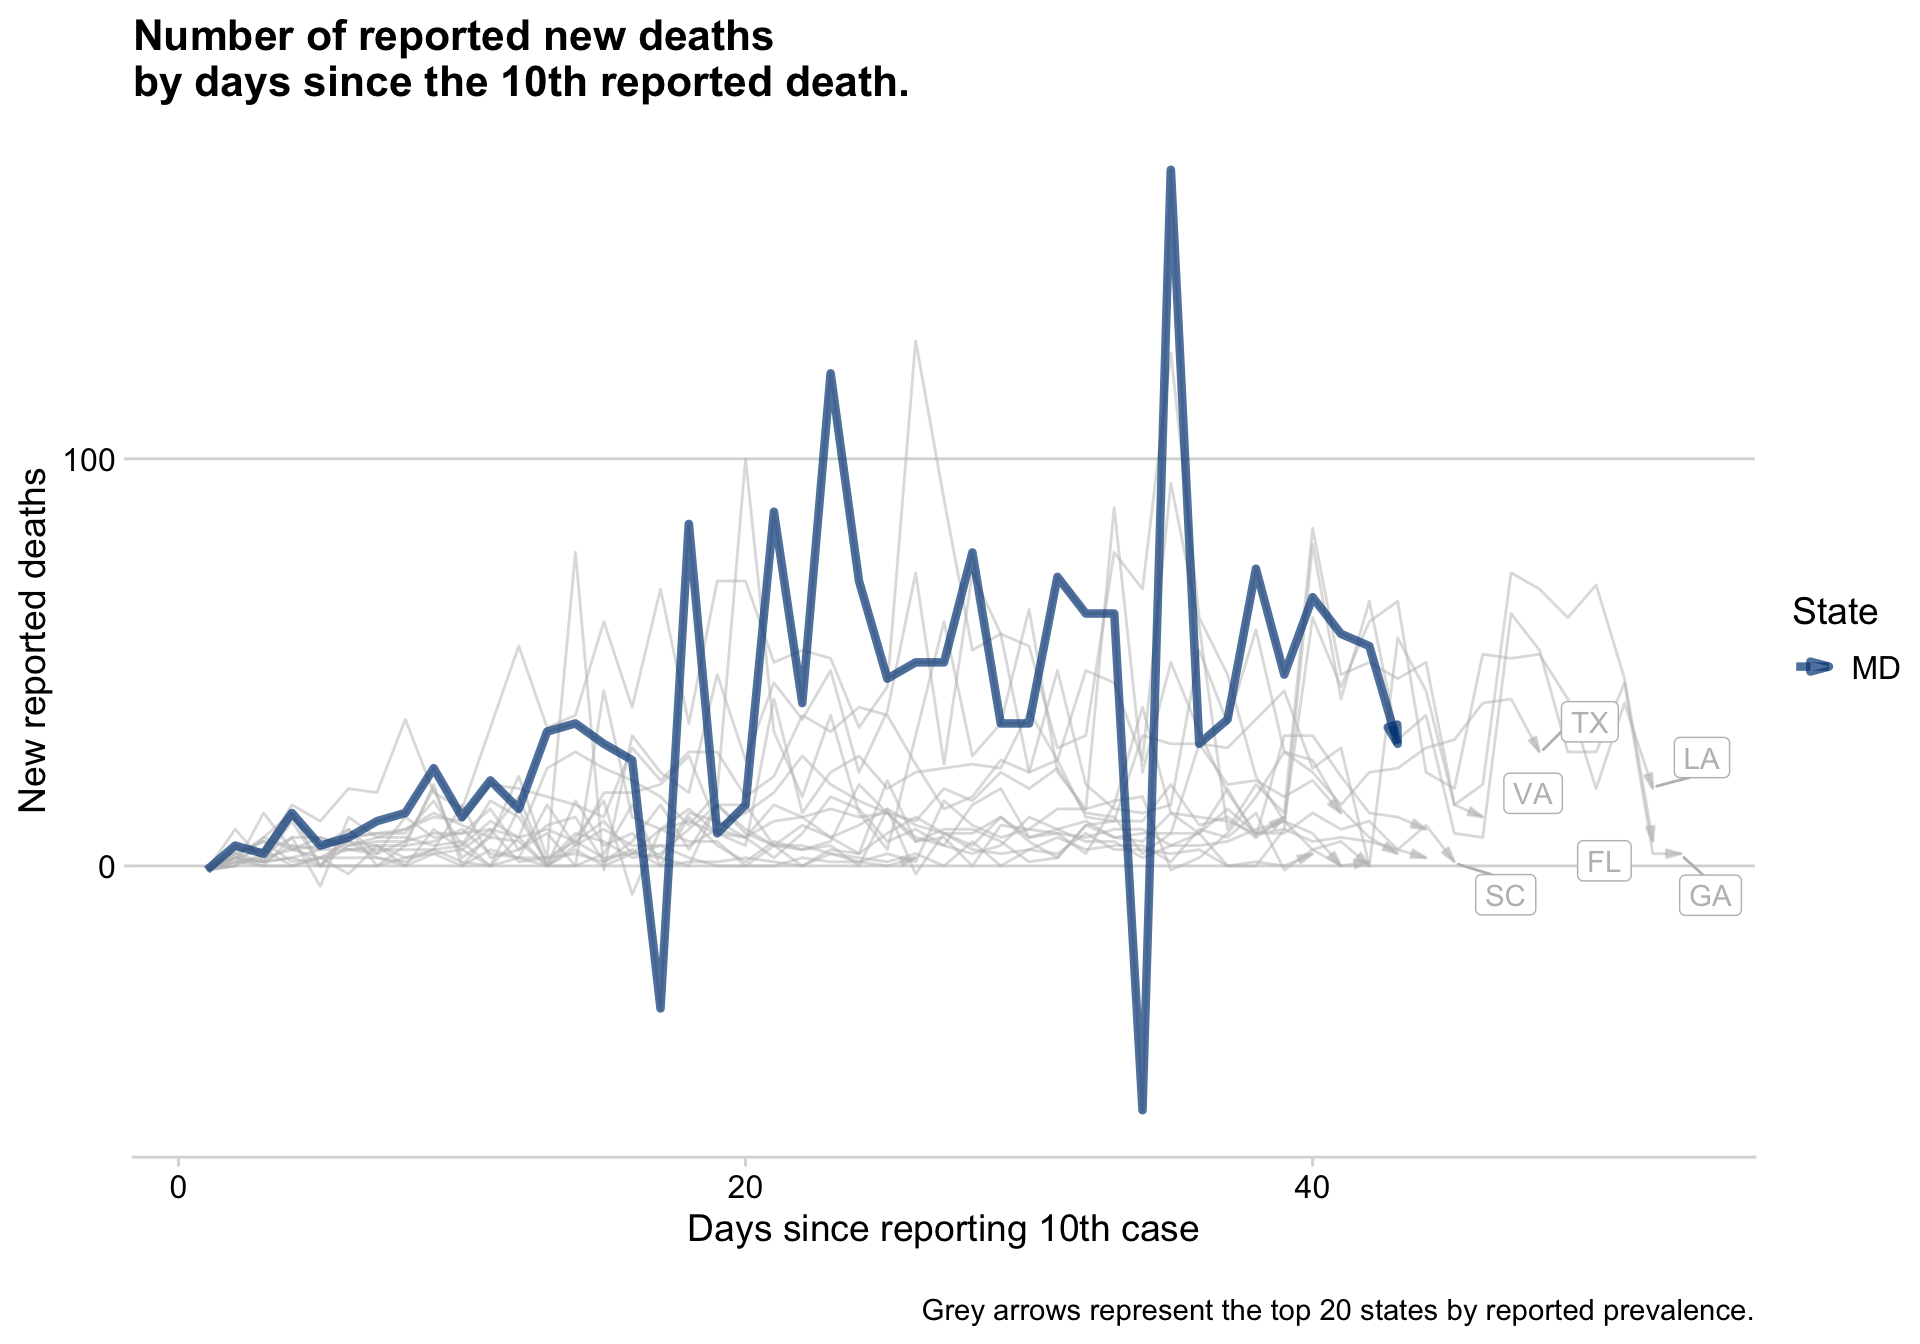 Number of reported new deaths
by days since the 10th reported death.
New reported deaths
100
0
TX
LA
VA
FL
SC
GA
State
MD
0
20
40
Days since reporting 10th case
Grey arrows represent the top 20 states by reported prevalence.